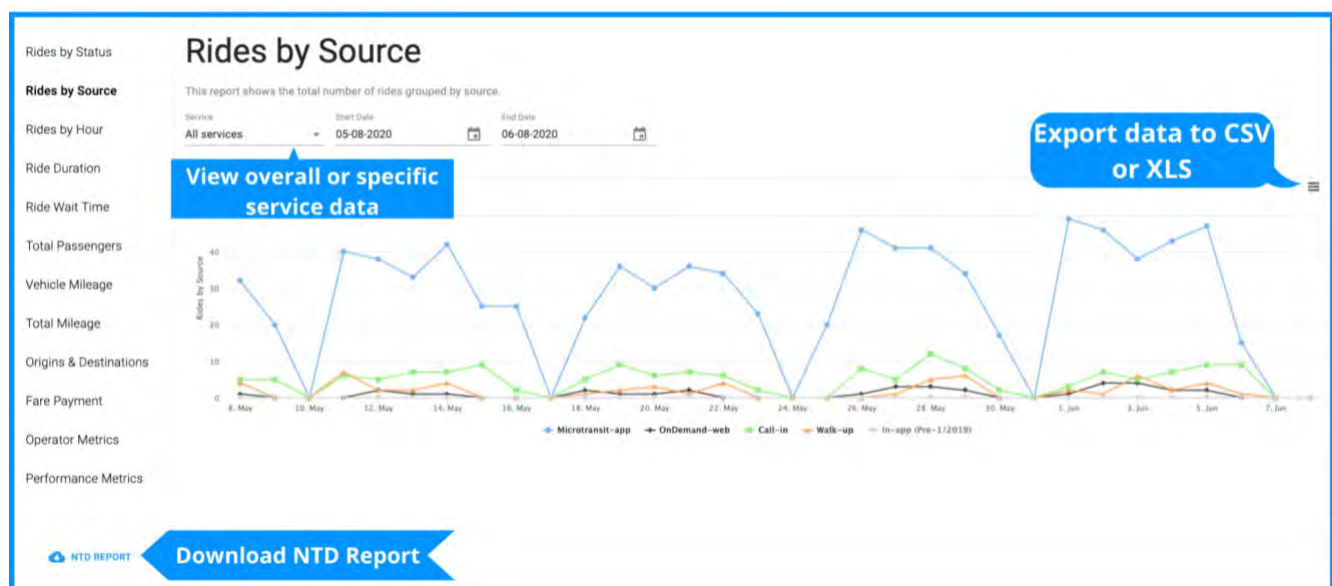 Rides by Status
Rides by Source
Rides by Hour
Ride Duration
Ride Wait Time
Total Passengers
Vehicle Mileage
Total Mileage
Origins & Destinations
Fare Payment
Operator Metrics
Performance Metrics
NTD REPORT
Download NTD Report
Rides by Source
This report shows the total number of rides grouped by source.
Service
All services
Start Date
05-08-2020
End Date
06-08-2020
View overall or specific
service data
Export data to CSV
or XLS
Rides by Source
40
30
20
10
0
8. May
10. May
12. May
14. May
16. May
18. May
20. May
22. May
24. May
26. May
28. May
30. May
1. Jun
3. Jun
5. Jun
7. Jun
Microtransit-app
OnDemand-web
Call-in
Walk-up
In-app (Pre-1/2019)